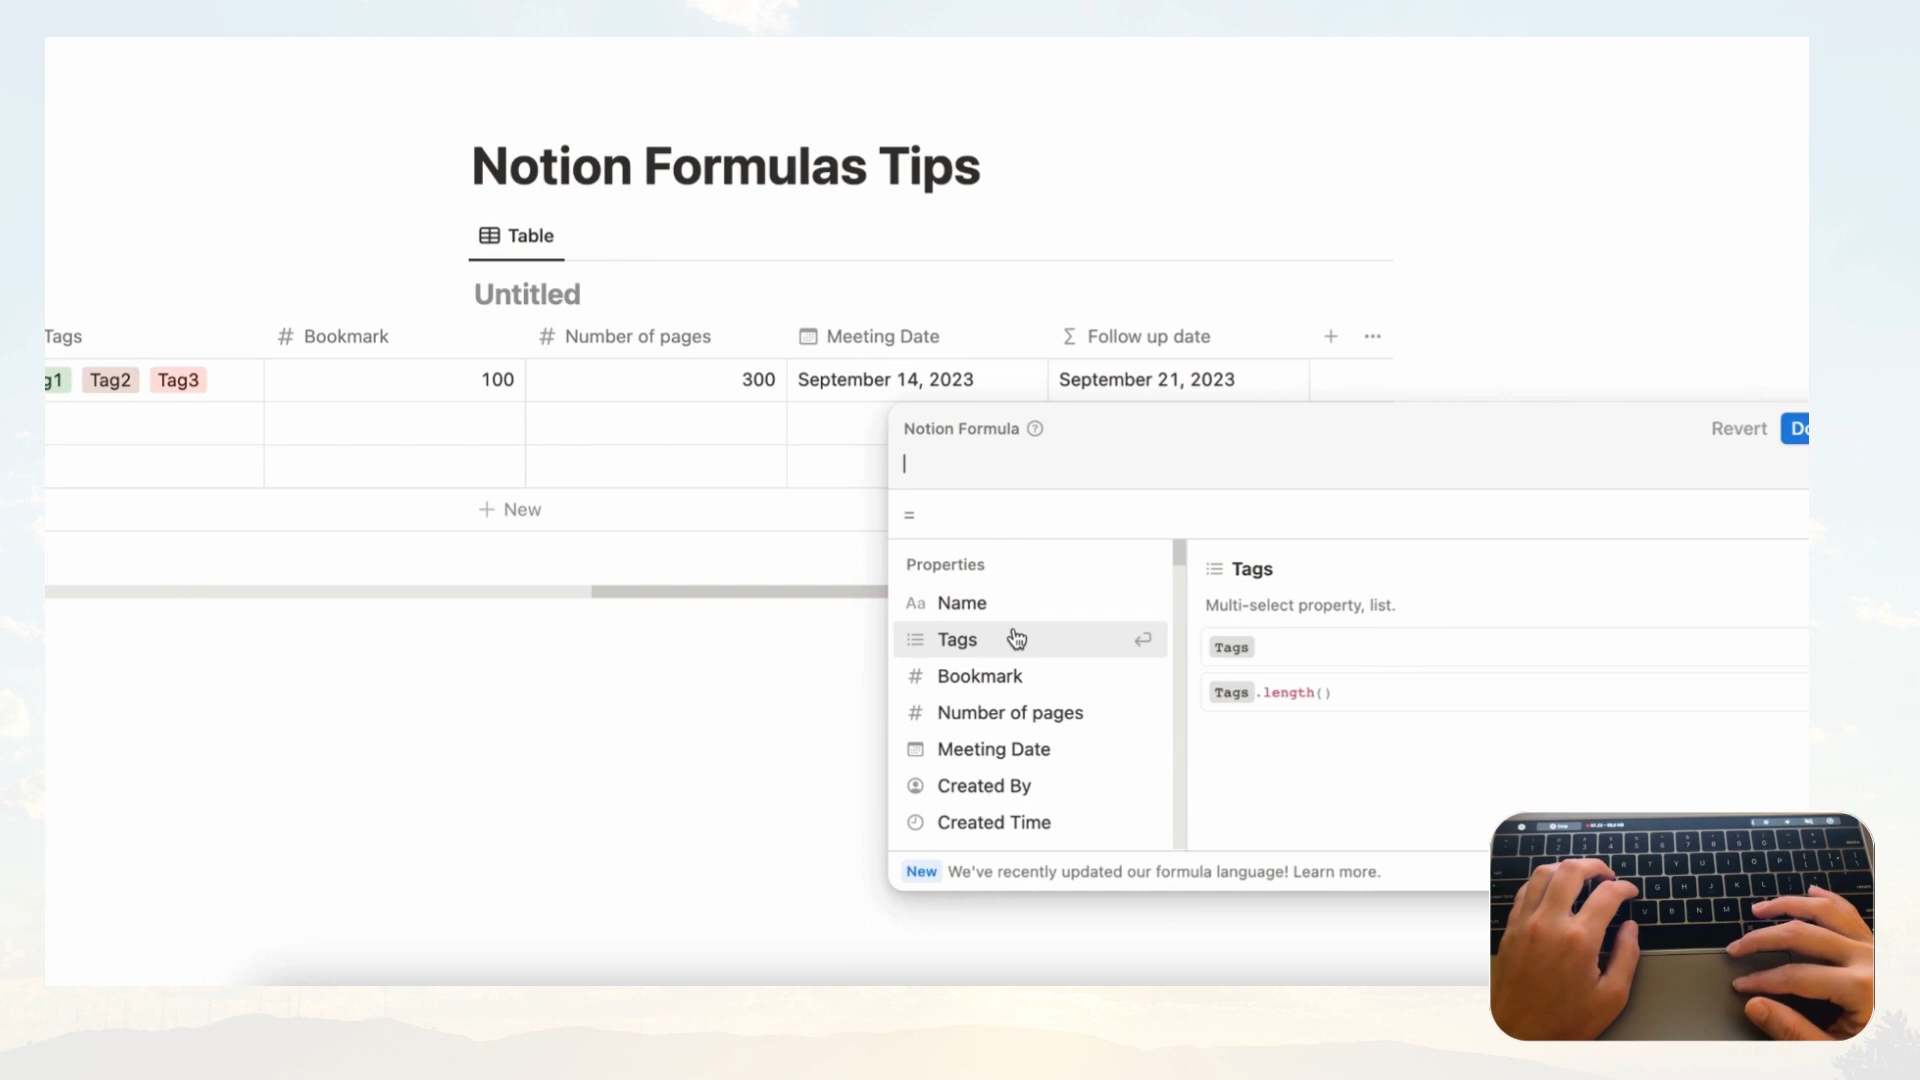 Notion Formulas Tips
Table
Untitled
Tags
# Bookmark
# Number of pages
Meeting Date
Σ Follow up date
g1 Tag2 Tag3
100
300
September 14, 2023
September 21, 2023
Notion Formula
Revert
Do
=
+ New
Properties
Aa Name
Tags
# Bookmark
# Number of pages
Meeting Date
Created By
Created Time
Tags
Multi-select property, list.
Tags
Tags.length()
New We've recently updated our formula language! Learn more.